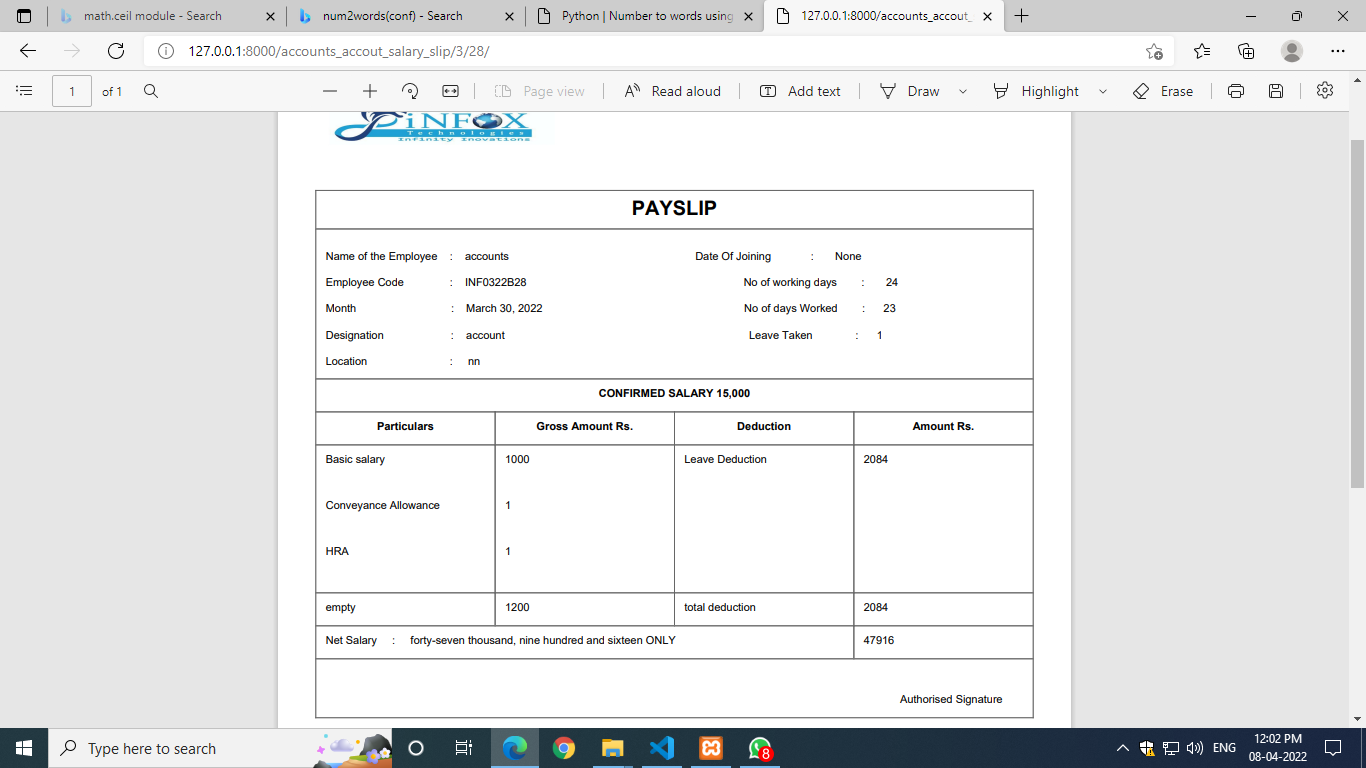 math.ceil module - Search
num2words(conf) - Search
Python | Number to words using
127.0.0.1:8000/accounts_accout_
127.0.0.1:8000/accounts_accout_salary_slip/3/28/
1 of 1 Page view Read aloud Add text Draw Highlight Erase
iNFOX
Technologies
Infinity Inovations
PAYSLIP
Name of the Employee : accounts Date Of Joining : None
Employee Code : INF0322B28 No of working days : 24
Month : March 30, 2022 No of days Worked : 23
Designation : account Leave Taken : 1
Location : nn
CONFIRMED SALARY 15,000
Particulars Gross Amount Rs. Deduction Amount Rs.
Basic salary 1000 Leave Deduction 2084
Conveyance Allowance 1
HRA 1
empty 1200 total deduction 2084
Net Salary : forty-seven thousand, nine hundred and sixteen ONLY 47916
Authorised Signature
Type here to search
8
ENG
12:02 PM
08-04-2022